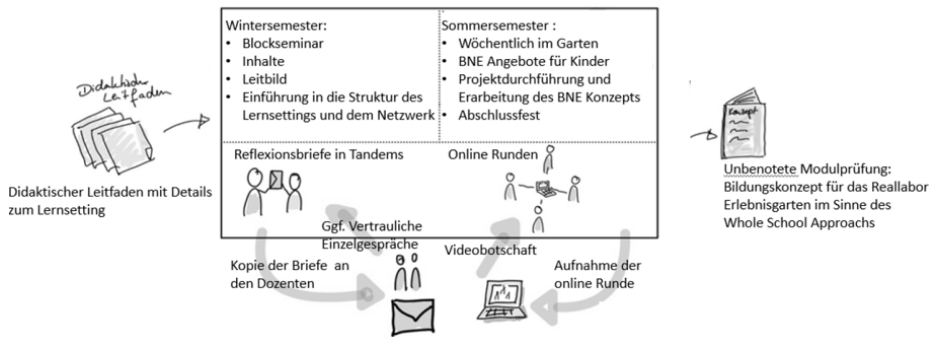 Didaktischer
Leitfaden
Didaktischer Leitfaden mit Details
zum Lernsetting
Wintersemester:
• Blockseminar
• Inhalte
• Leitbild
• Einführung in die Struktur des
Lernsettings und dem Netzwerk
Sommersemester :
• Wöchentlich im Garten
• BNE Angebote für Kinder
• Projektdurchführung und
Erarbeitung des BNE Konzepts
• Abschlussfest
Reflexionsbriefe in Tandems
Online Runden
Ggf. Vertrauliche
Einzelgespräche
Videobotschaft
Kopie der Briefe an
den Dozenten
Aufnahme der
online Runde
Konzept
Unbenotete Modulprüfung:
Bildungskonzept für das Reallabor
Erlebnisgarten im Sinne des
Whole School Approachs